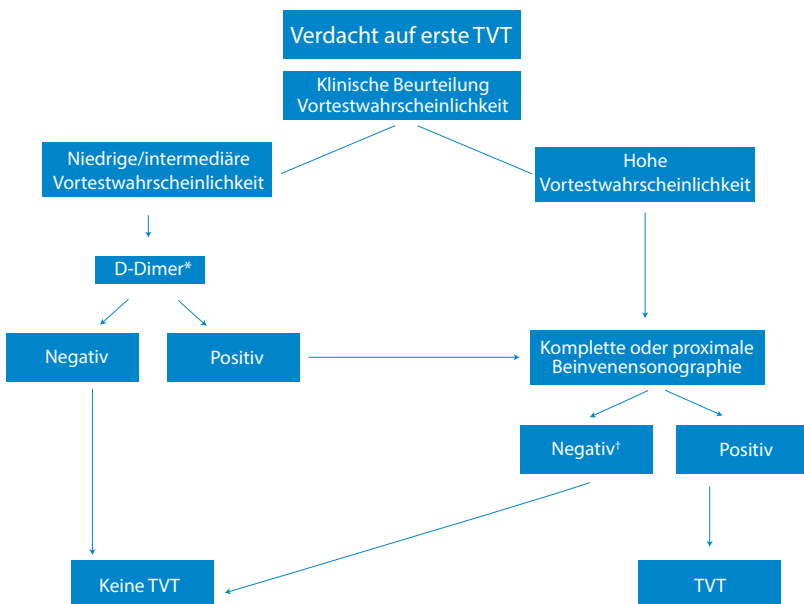 Verdacht auf erste TVT
Klinische Beurteilung
Vortestwahrscheinlichkeit
Niedrige/intermediäre
Vortestwahrscheinlichkeit
Hohe
Vortestwahrscheinlichkeit
D-Dimer*
Negativ
Positiv
Komplette oder proximale
Beinvenensonographie
Negativ†
Positiv
Keine TVT
TVT